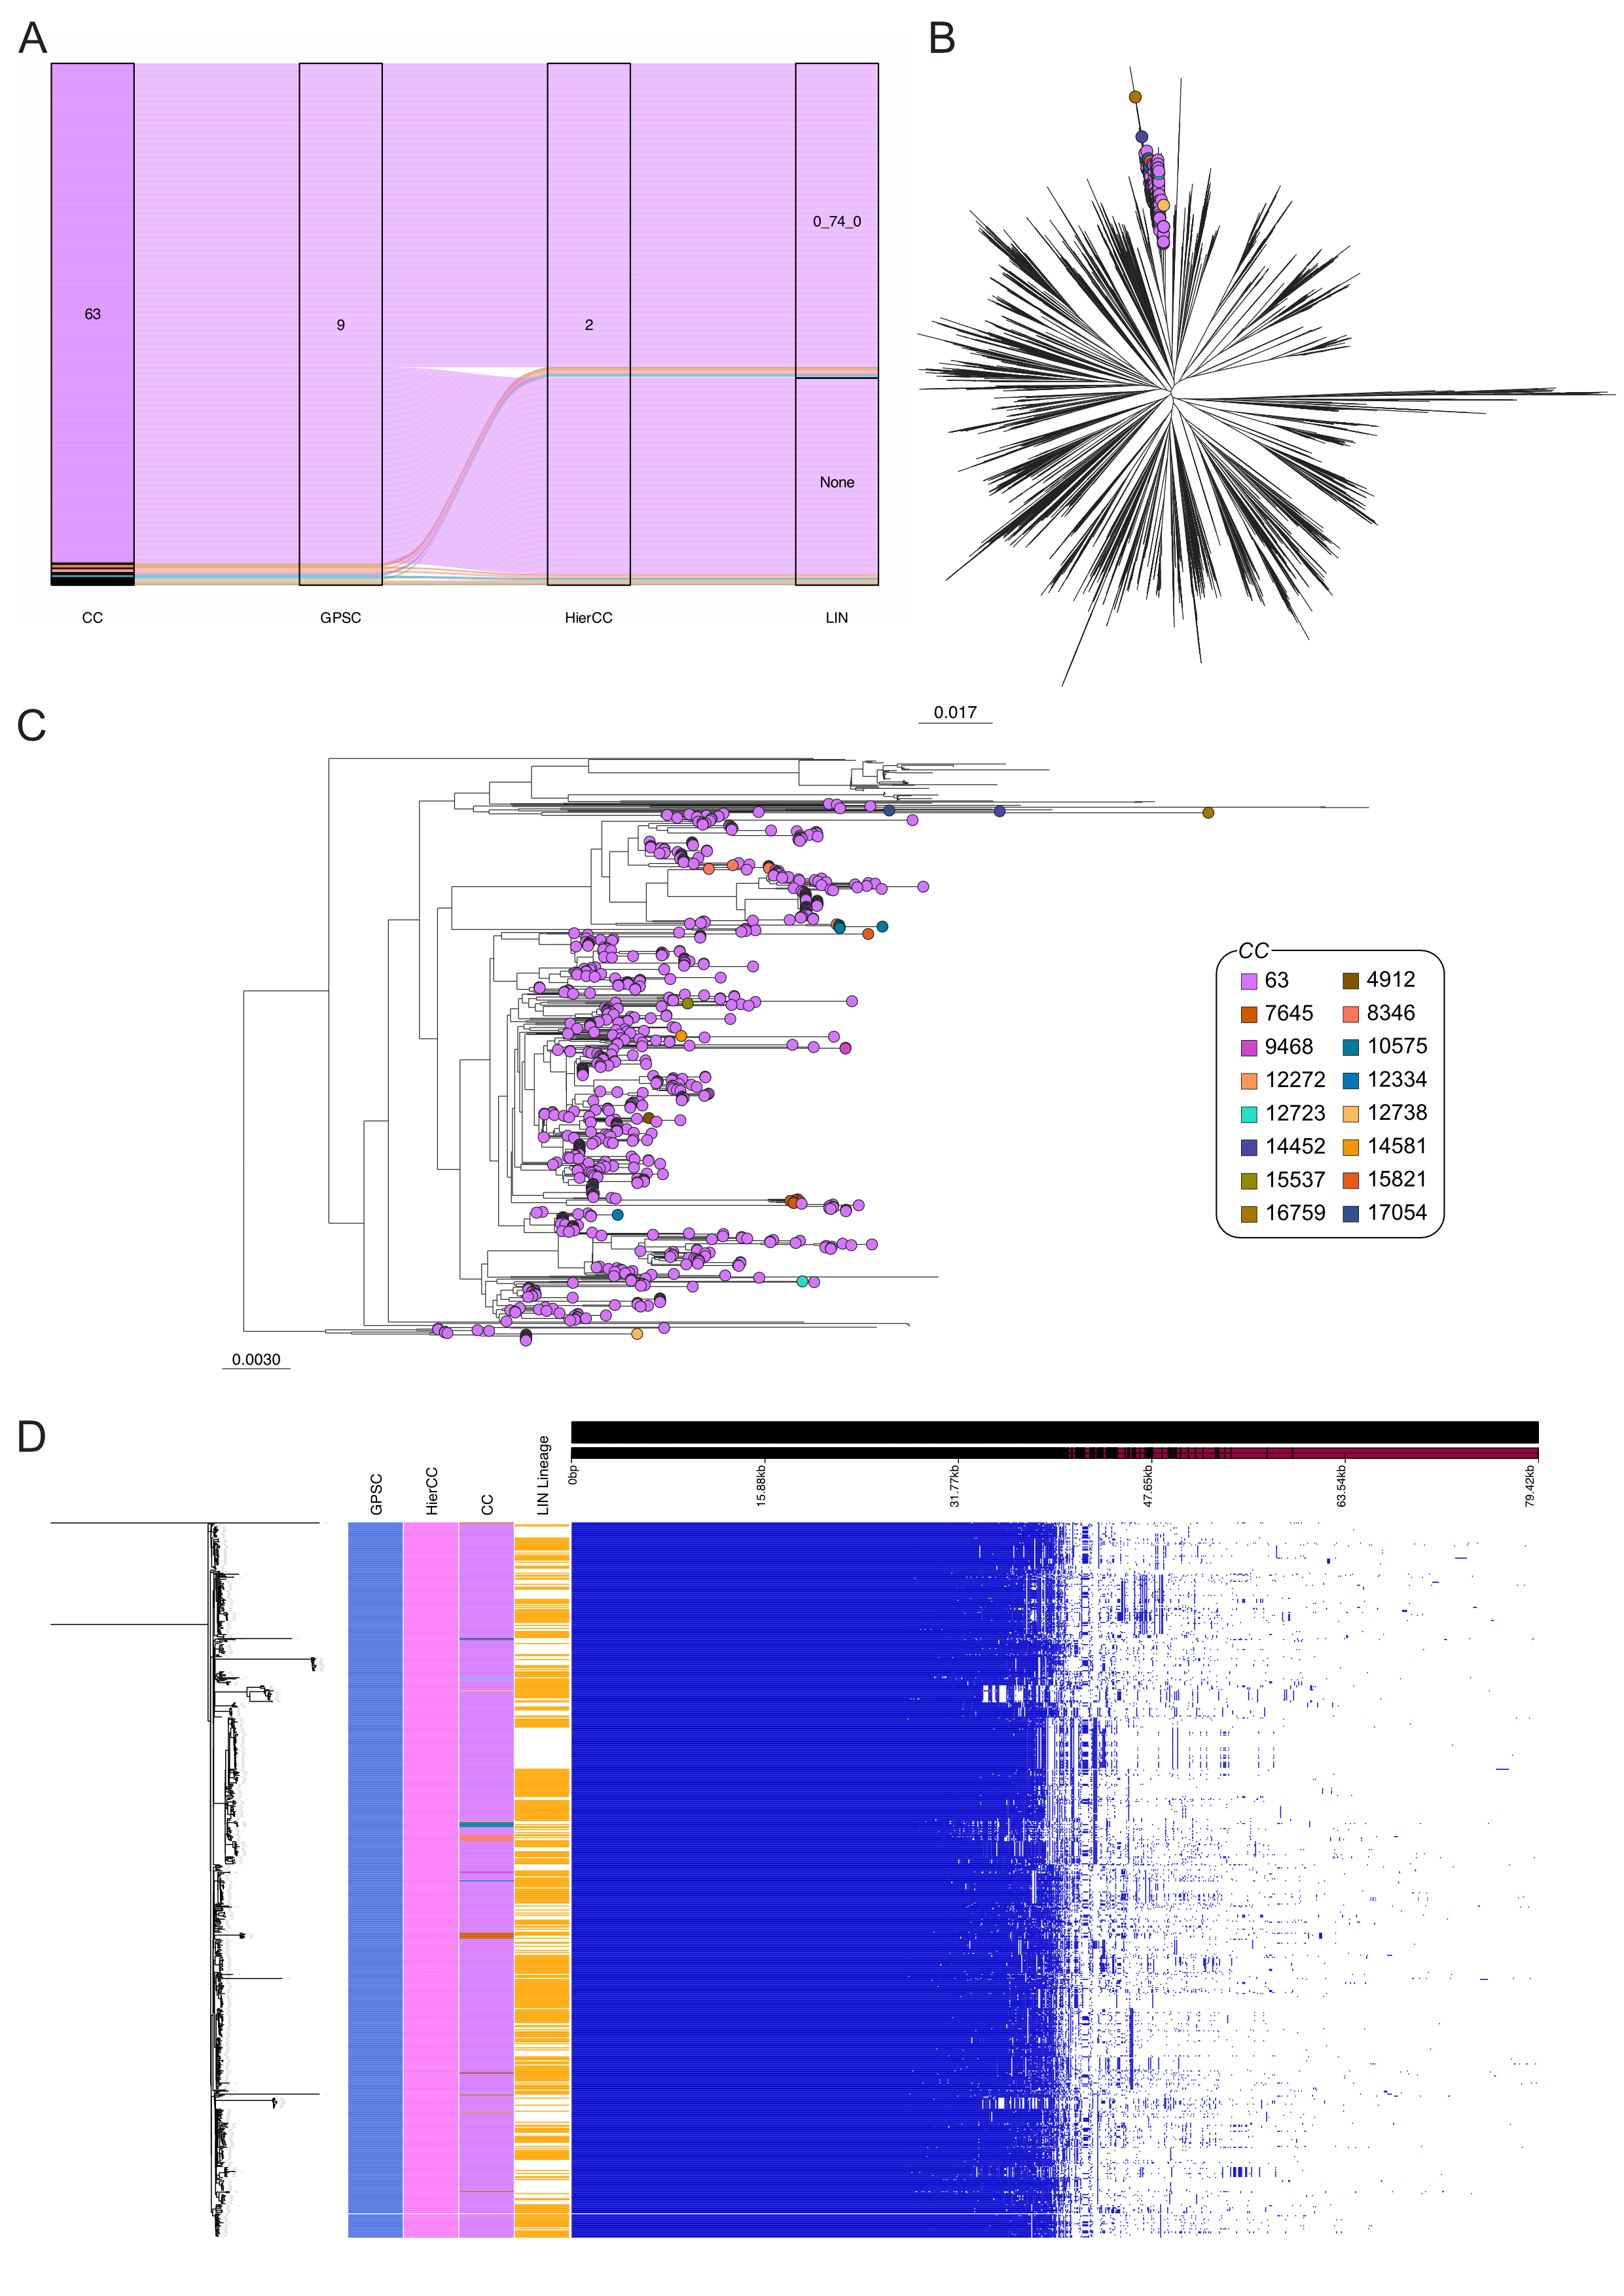 A
B
0_74_0
63
9
2
None
CC
GPSC
HierCC
LIN
C
0.017
CC
63
4912
7645
8346
9468
10575
12272
12334
12723
12738
14452
14581
15537
15821
16759
17054
0.0030
D
GPSC
HierCC
CC
LIN Lineage
0bp
15.88kb
31.77kb
47.65kb
63.54kb
79.42kb